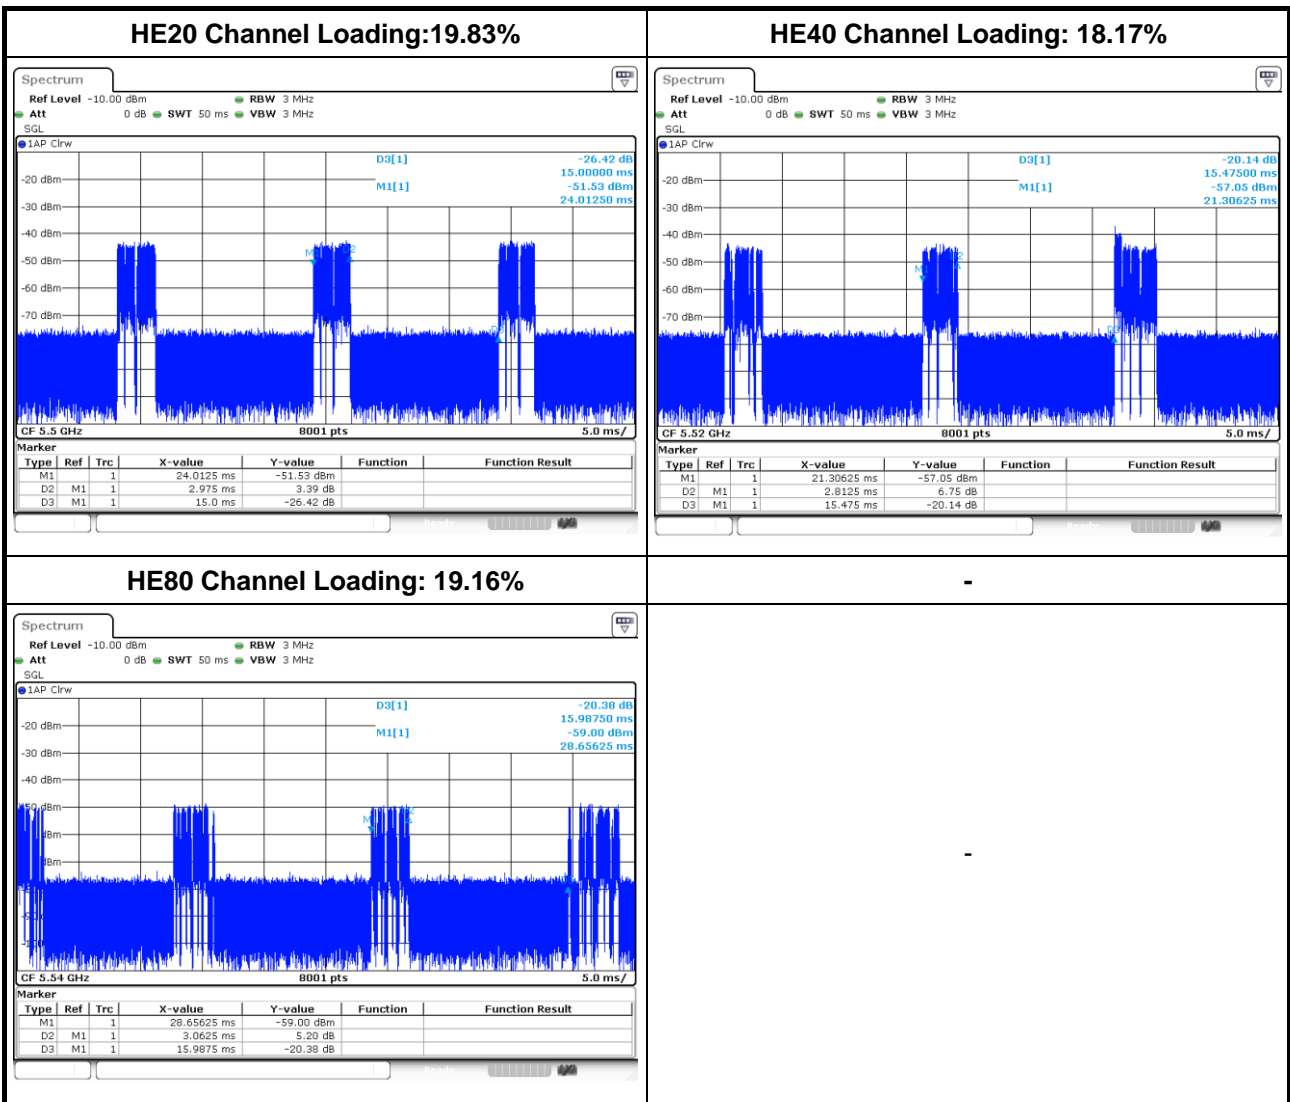 HE20 Channel Loading:19.83%
Spectrum
Ref Level -10.00 dBm RBW 3 MHz
Att 0 dB SWT 50 ms VBW 3 MHz
SGL
1AP Clrw
D3[1] -26.42 dB
15.00000 ms
-20 dBm
M1[1] -51.53 dBm
24.01250 ms
-30 dBm
-40 dBm
-50 dBm
-60 dBm
-70 dBm
CF 5.5 GHz 8001 pts 5.0 ms/
Marker
Type Ref Trc X-value Y-value Function Function Result
M1 1 24.0125 ms -51.53 dBm
D2 M1 1 2.975 ms 3.39 dB
D3 M1 1 15.0 ms -26.42 dB
HE40 Channel Loading: 18.17%
Spectrum
Ref Level -10.00 dBm RBW 3 MHz
Att 0 dB SWT 50 ms VBW 3 MHz
SGL
1AP Clrw
D3[1] -20.14 dB
15.47500 ms
-20 dBm
M1[1] -57.05 dBm
21.30625 ms
-30 dBm
-40 dBm
-50 dBm
-60 dBm
-70 dBm
CF 5.52 GHz 8001 pts 5.0 ms/
Marker
Type Ref Trc X-value Y-value Function Function Result
M1 1 21.30625 ms -57.05 dBm
D2 M1 1 2.8125 ms 6.75 dB
D3 M1 1 15.475 ms -20.14 dB
HE80 Channel Loading: 19.16%
Spectrum
Ref Level -10.00 dBm RBW 3 MHz
Att 0 dB SWT 50 ms VBW 3 MHz
SGL
1AP Clrw
D3[1] -20.38 dB
15.98750 ms
-20 dBm
M1[1] -59.00 dBm
28.65625 ms
-30 dBm
-40 dBm
CF 5.54 GHz 8001 pts 5.0 ms/
Marker
Type Ref Trc X-value Y-value Function Function Result
M1 1 28.65625 ms -59.00 dBm
D2 M1 1 3.0625 ms 5.20 dB
D3 M1 1 15.9875 ms -20.38 dB
-
-